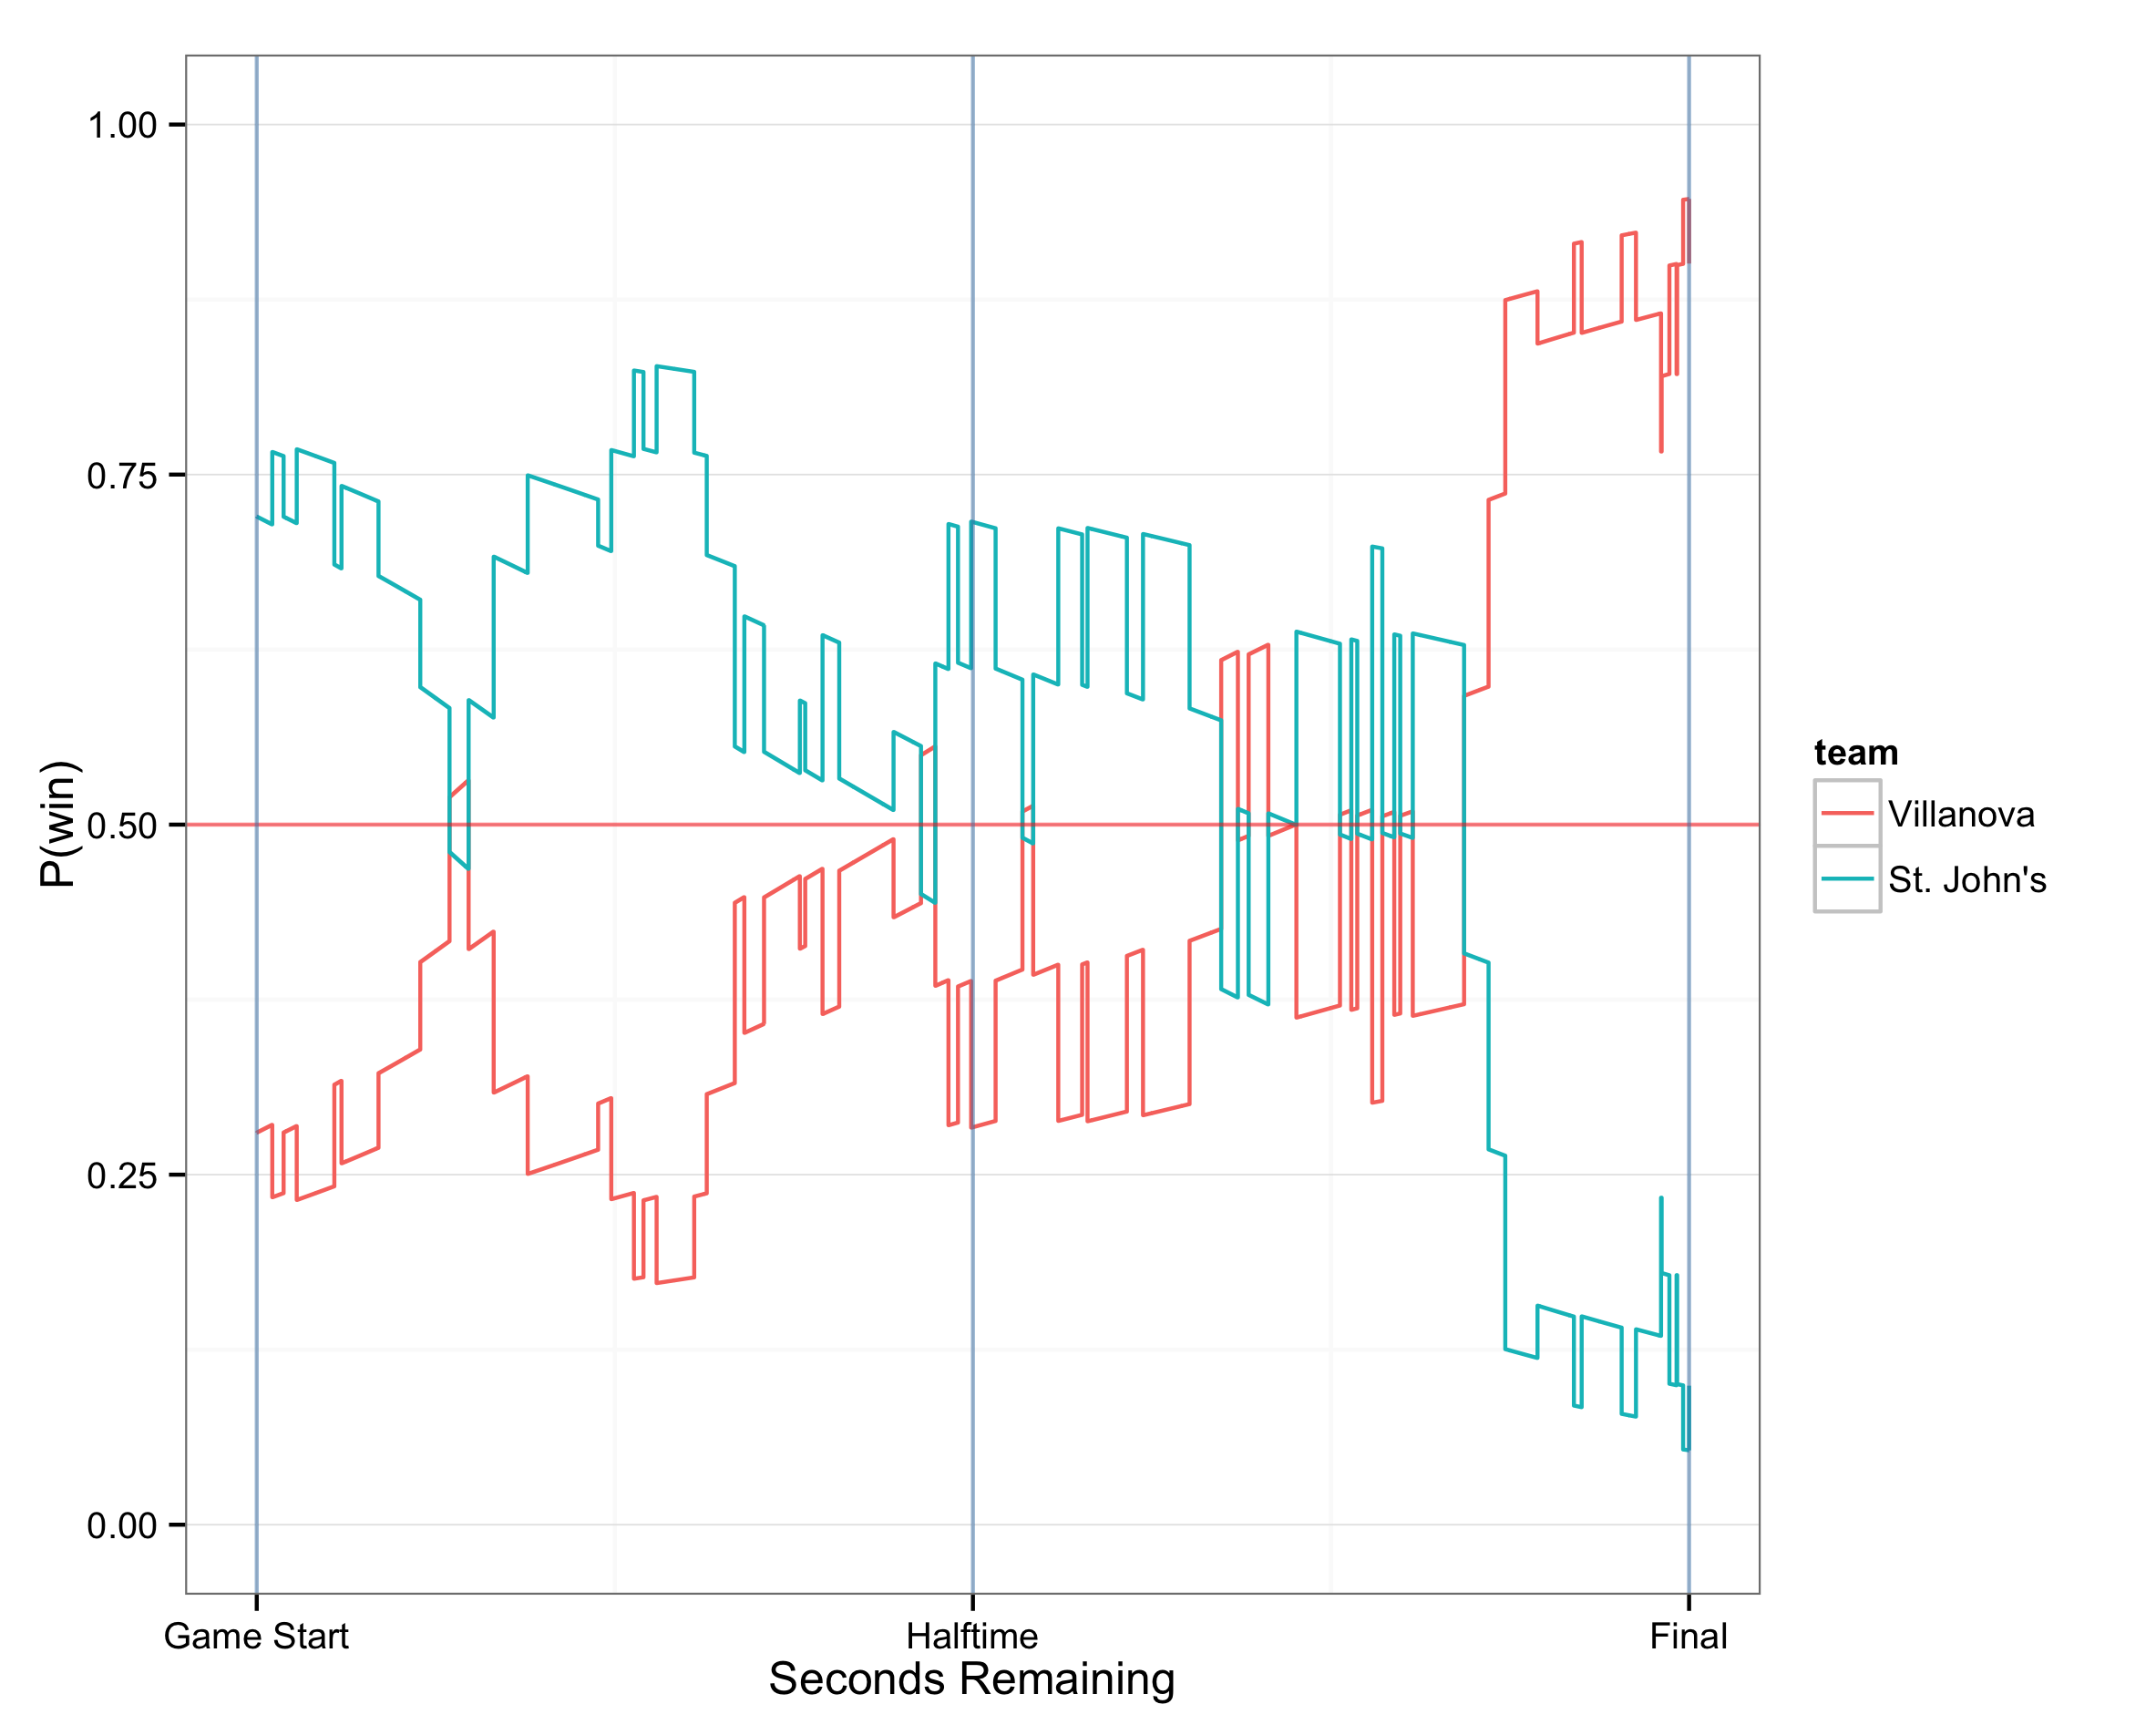 P(win)
1.00
0.75
0.50
0.25
0.00
Game Start
Halftime
Final
Seconds Remaining
team
Villanova
St. John's